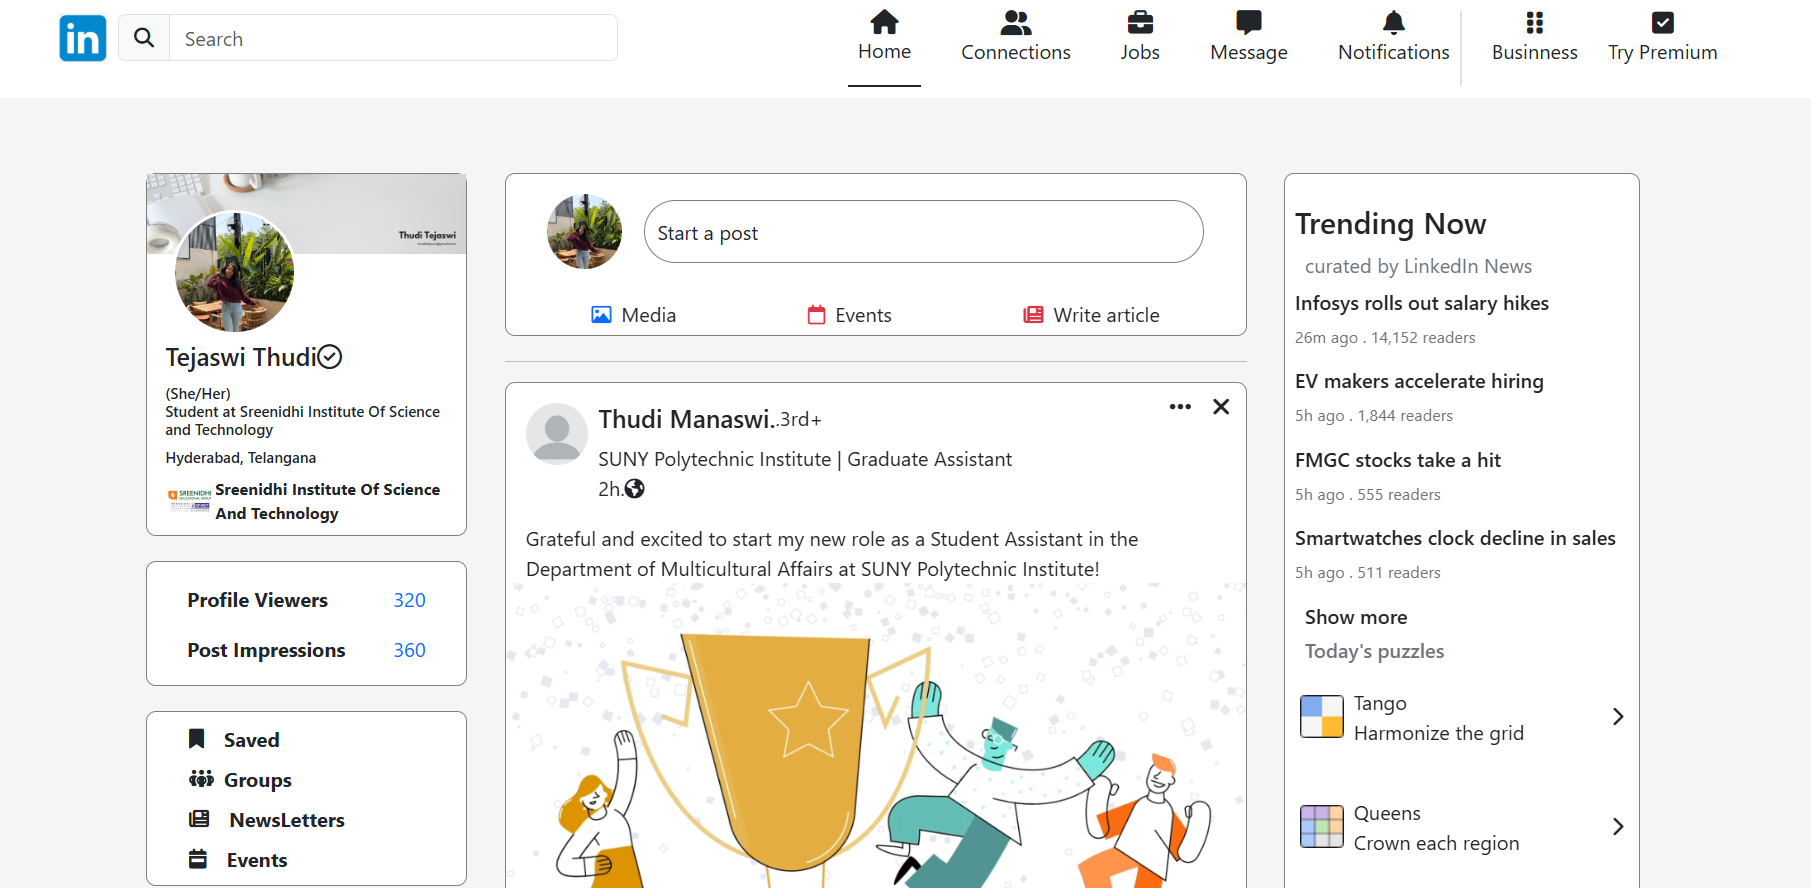 in
Search
Home
Connections
Jobs
Message
Notifications
Businness
Try Premium
Thudi Tejaswi
Tejaswi Thudi
(She/Her)
Student at Sreenidhi Institute Of Science
and Technology
Hyderabad, Telangana
SREENIDHI
Sreenidhi Institute Of Science
And Technology
Profile Viewers 320
Post Impressions 360
Saved
Groups
NewsLetters
Events
Start a post
Media
Events
Write article
Thudi Manaswi..3rd+
SUNY Polytechnic Institute | Graduate Assistant
2h.
Grateful and excited to start my new role as a Student Assistant in the
Department of Multicultural Affairs at SUNY Polytechnic Institute!
Trending Now
curated by LinkedIn News
Infosys rolls out salary hikes
26m ago . 14,152 readers
EV makers accelerate hiring
5h ago . 1,844 readers
FMGC stocks take a hit
5h ago . 555 readers
Smartwatches clock decline in sales
5h ago . 511 readers
Show more
Today's puzzles
Tango
Harmonize the grid
Queens
Crown each region